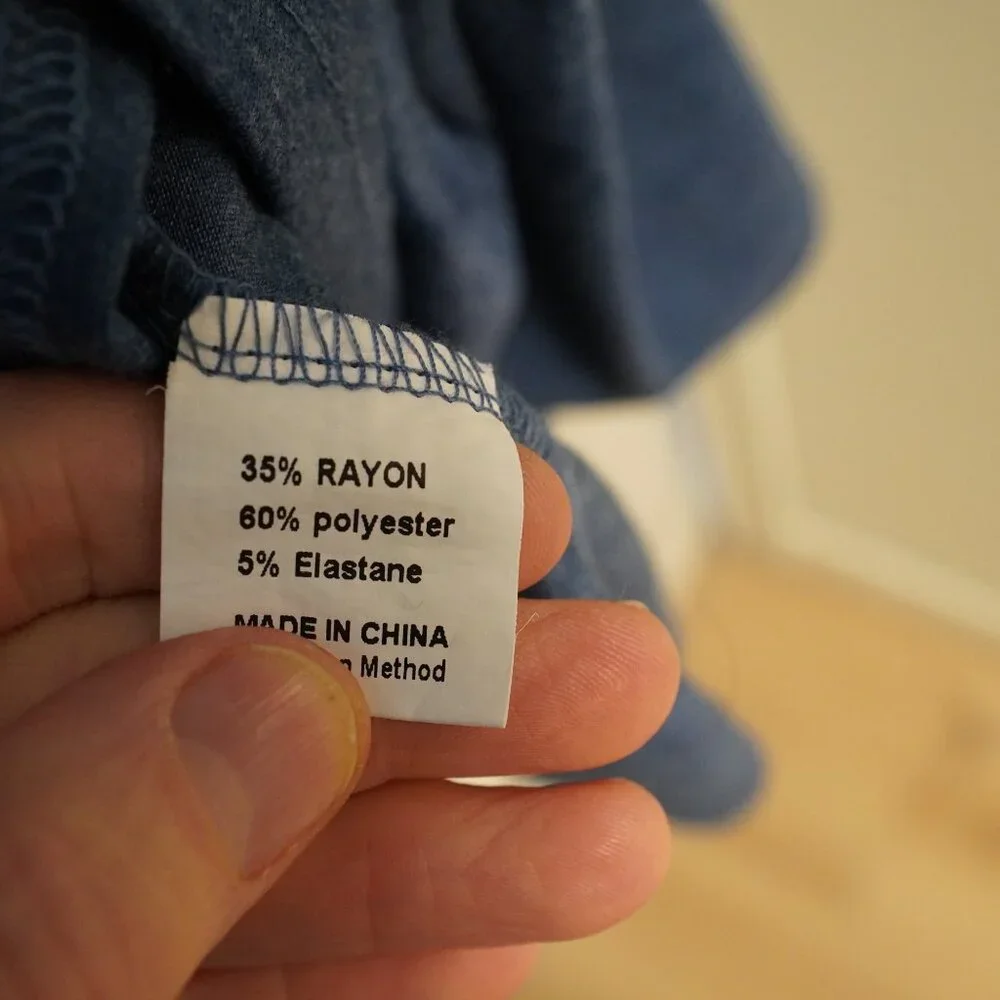 35% RAYON
60% polyester
5% Elastane
MADE IN CHINA
Method